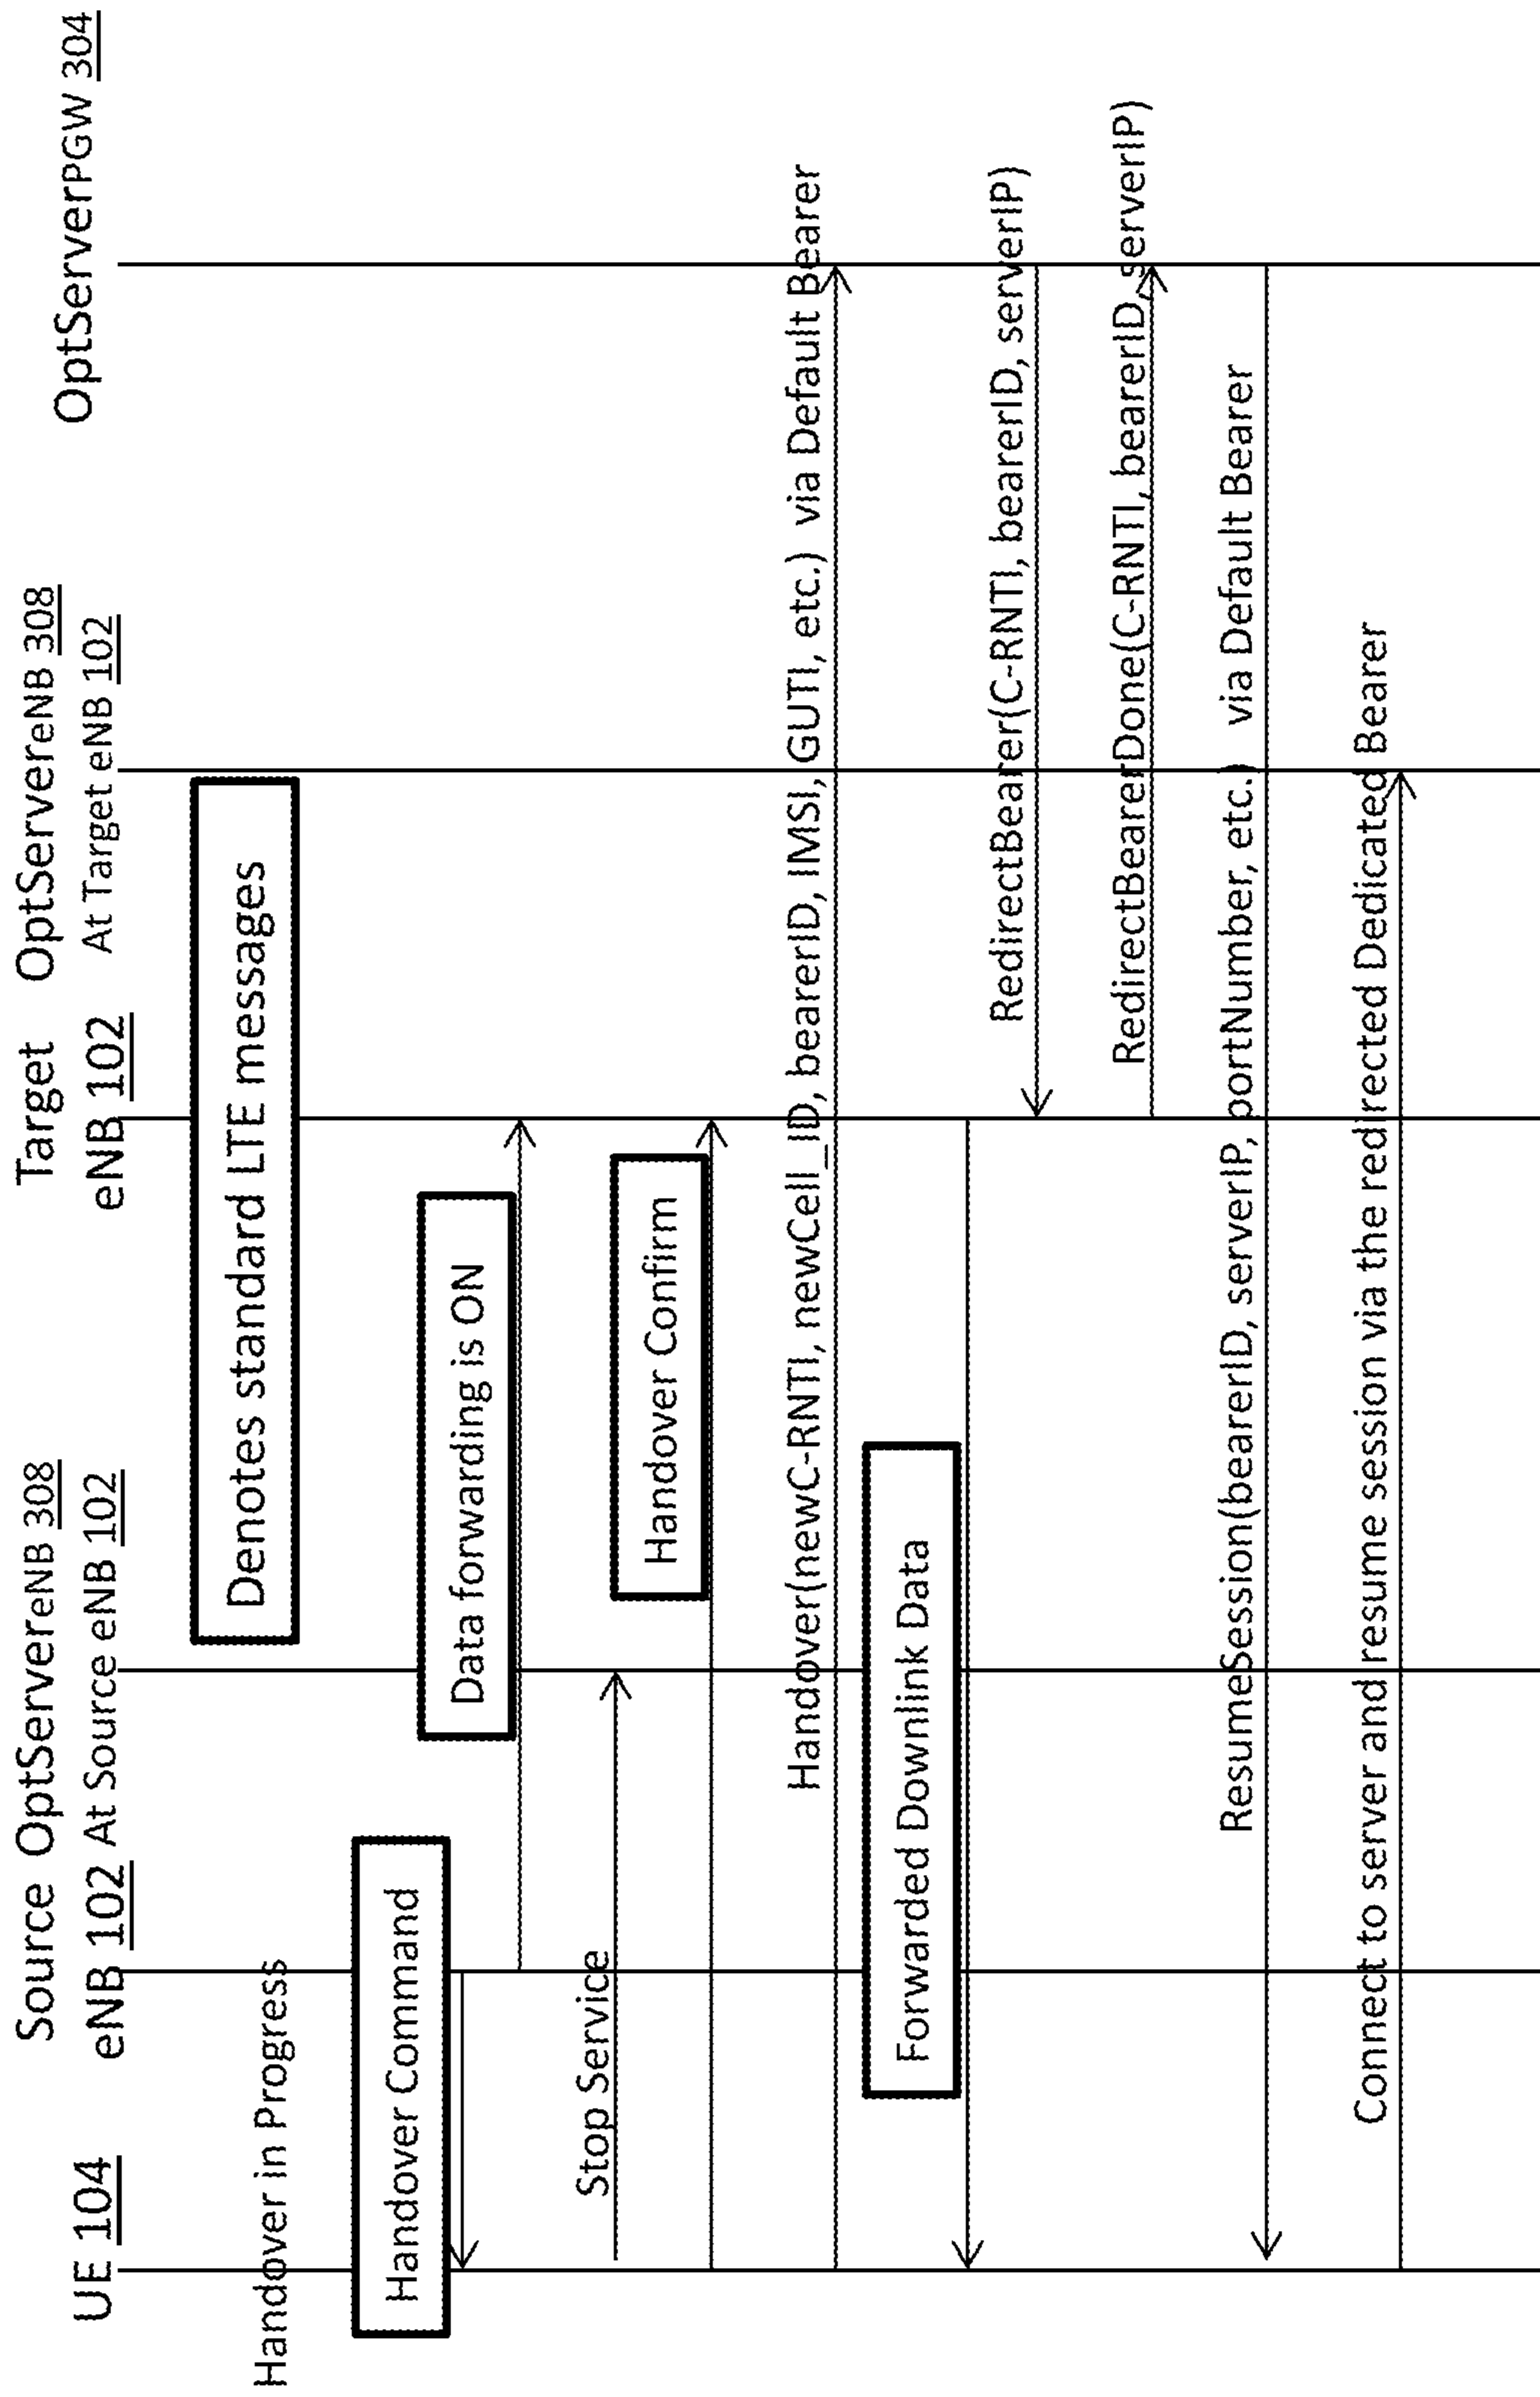 UE 104
Source
eNB 102
OptServereNB 308
At Source eNB 102
Target
eNB 102
OptServereNB 308
At Target eNB 102
OptServerPGW 304
Denotes standard LTE messages
Handover in Progress
Handover Command
Data forwarding is ON
Stop Service
Handover Confirm
Handover(newC-RNTI, newCell_ID, bearerID, IMSI, GUTI, etc.) via Default Bearer
Forwarded Downlink Data
RedirectBearer(C-RNTI, bearerID, serverIP)
RedirectBearerDone(C-RNTI, bearerID, serverIP)
ResumeSession(bearerID, serverIP, portNumber, etc.) via Default Bearer
Connect to server and resume session via the redirected Dedicated Bearer